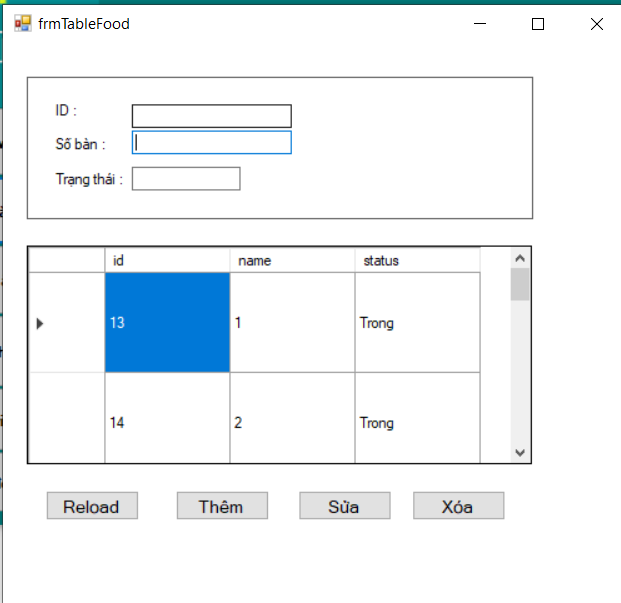 frmTableFood
ID :
Số bàn :
Trạng thái :
id name status
13 1 Trong
14 2 Trong
Reload Thêm Sửa Xóa